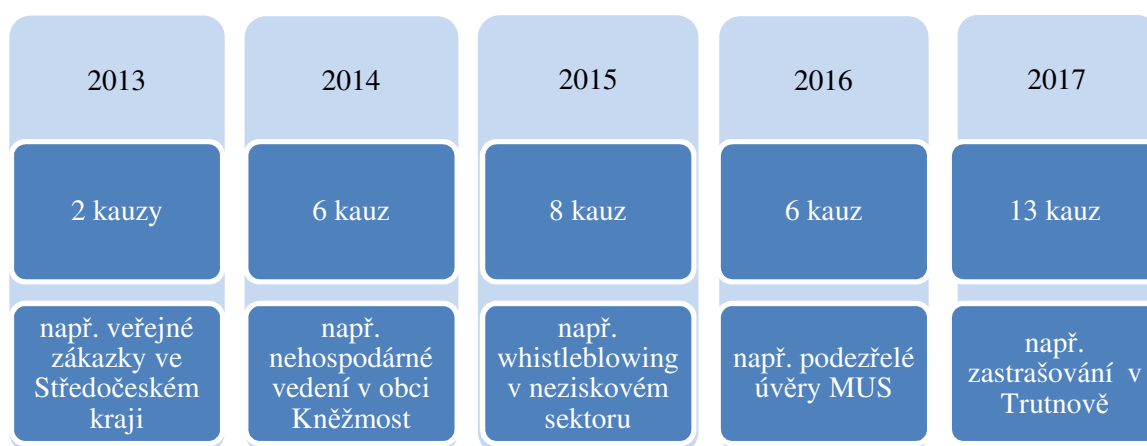 2013
2 kauzy
např. veřejné
zákazky ve
Středočeském
kraji
2014
6 kauz
např.
nehospodárné
vedení v obci
Kněžmost
2015
8 kauz
např.
whistleblowing
v neziskovém
sektoru
2016
6 kauz
např. podezřelé
úvěry MUS
2017
13 kauz
např.
zastrašování v
Trutnově